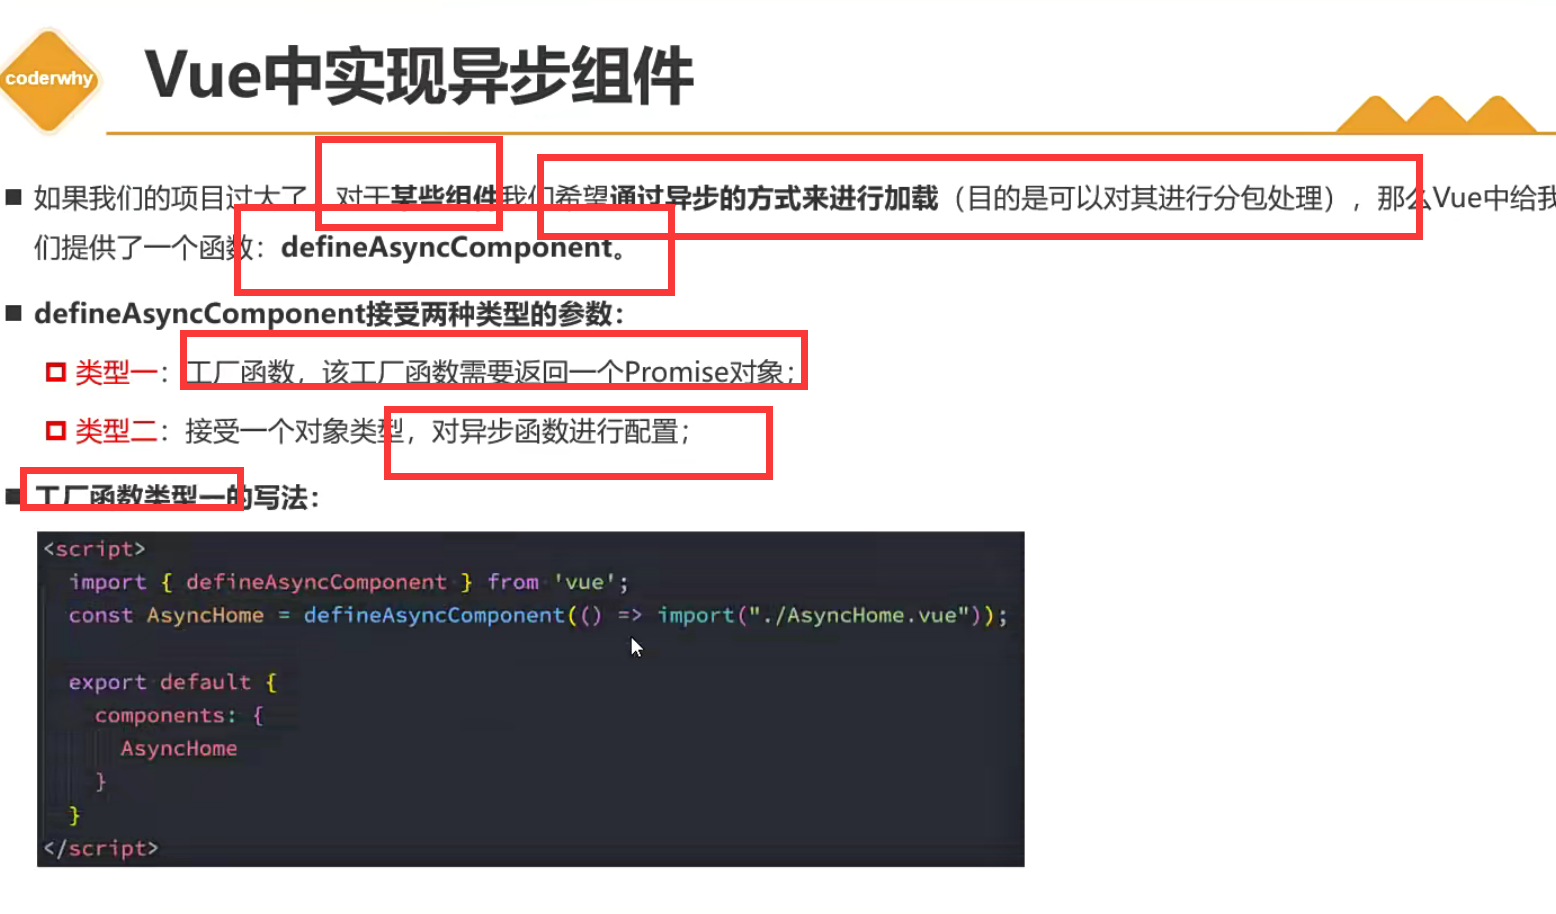 coderwhy
Vue中实现异步组件
如果我们的项目过大了，对于某些组件我们希望通过异步的方式来进行加载（目的是可以对其进行分包处理），那么Vue中给我
们提供了一个函数：defineAsyncComponent。
defineAsyncComponent接受两种类型的参数：
类型一：工厂函数，该工厂函数需要返回一个Promise对象；
类型二：接受一个对象类型，对异步函数进行配置；
工厂函数类型一的写法：
<script>
import { defineAsyncComponent } from 'vue';
const AsyncHome = defineAsyncComponent(() => import("./AsyncHome.vue"));
export default {
components: {
AsyncHome
}
}
</script>